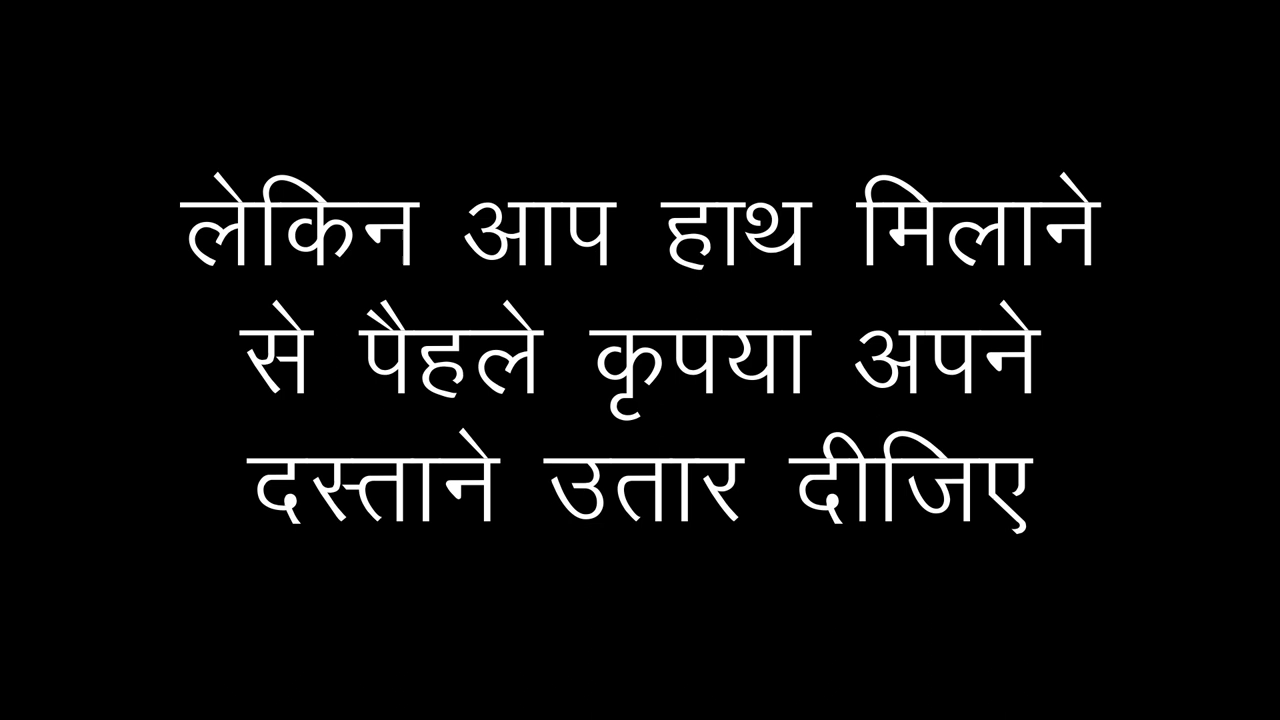 लेकिन आप हाथ मिलाने
से पैहले कृपया अपने
दस्ताने उतार दीजिए